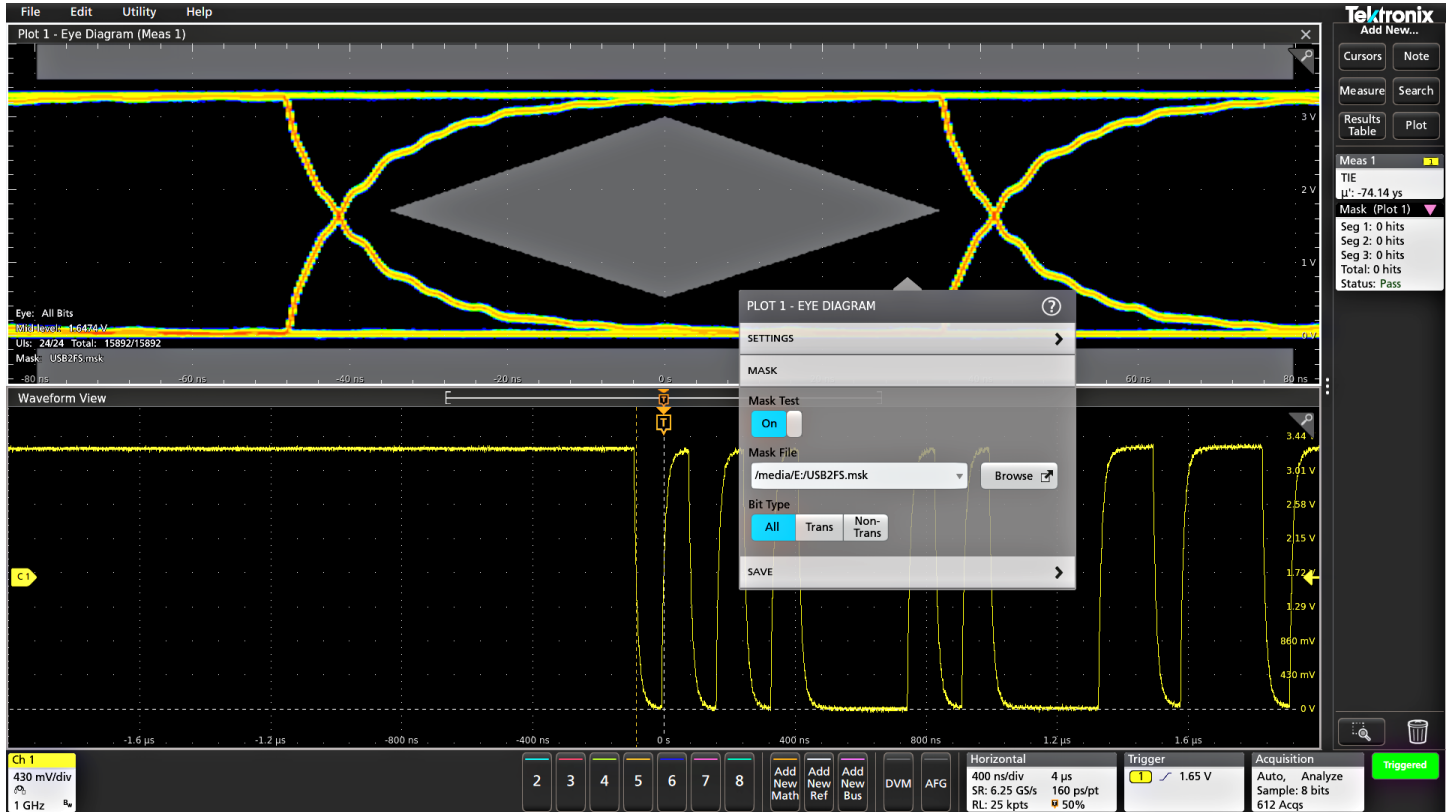 File Edit Utility Help
Tektronix
Add New...
Plot 1 - Eye Diagram (Meas 1)
Cursors Note
Measure Search
Results Table Plot
3 V
2 V
1 V
0 V
Meas 1 1
TIE
µ': -74.14 ys
Mask (Plot 1)
Seg 1: 0 hits
Seg 2: 0 hits
Seg 3: 0 hits
Total: 0 hits
Status: Pass
Eye: All Bits
Mid level: 1.6474 V
UIs: 24/24 Total: 15892/15892
Mask: USB2FS.msk
-80 ns -60 ns -40 ns -20 ns 0 s 60 ns 80 ns
PLOT 1 - EYE DIAGRAM ?
SETTINGS
MASK
Mask Test
On
Mask File
/media/E:/USB2FS.msk Browse
Bit Type
All Trans Non-Trans
SAVE
Waveform View
T
T
3.44
3.01 V
2.58 V
2.15 V
1.72 V
1.29 V
860 mV
430 mV
0 V
C1
-1.6 µs -1.2 µs -800 ns -400 ns 0 s 400 ns 800 ns 1.2 µs 1.6 µs
Ch 1
430 mV/div
1 GHz
2 3 4 5 6 7 8
Add New Math
Add New Ref
Add New Bus
DVM AFG
Horizontal
400 ns/div 4 µs
SR: 6.25 GS/s 160 ps/pt
RL: 25 kpts 50%
Trigger
1 1.65 V
Acquisition
Auto, Analyze
Sample: 8 bits
612 Acqs
Triggered